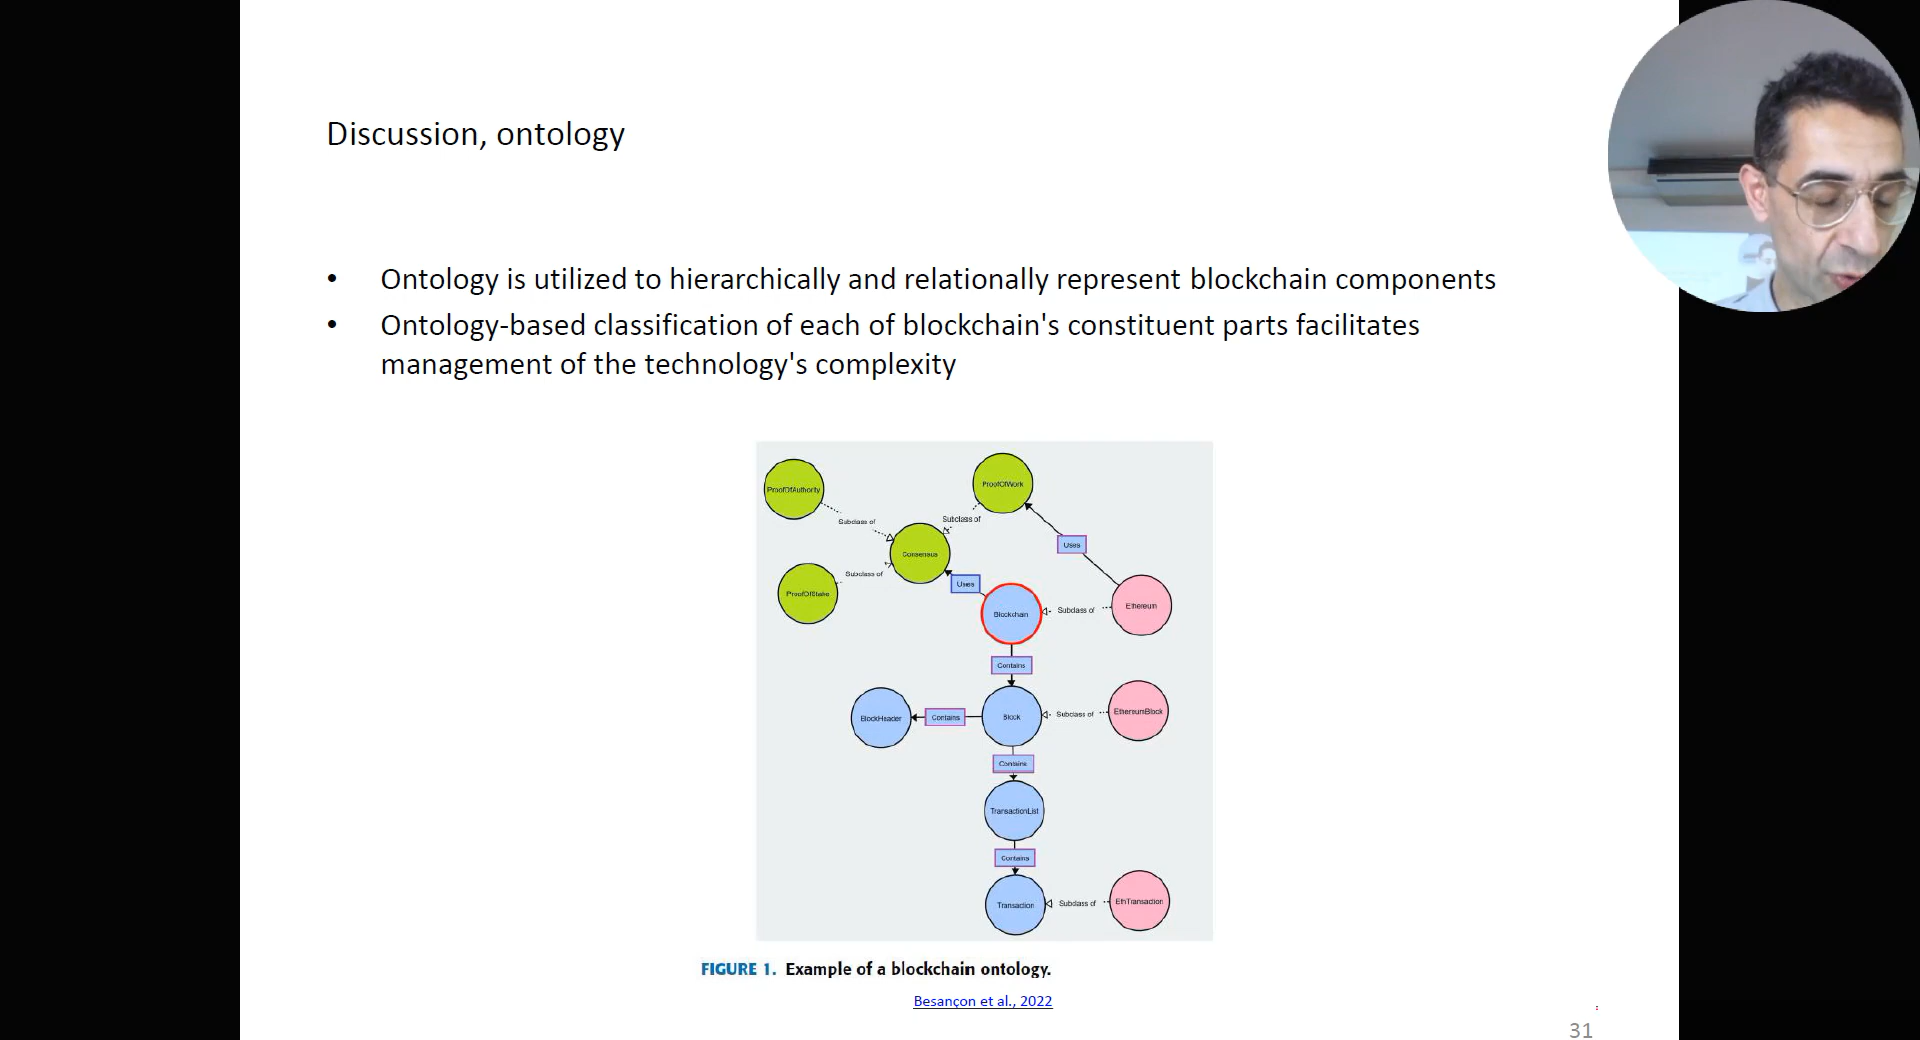 Discussion, ontology
• Ontology is utilized to hierarchically and relationally represent blockchain components
• Ontology-based classification of each of blockchain's constituent parts facilitates
management of the technology's complexity
ProofOfAuthority
ProofOfWork
Subclass of
Subclass of
Consensus
Uses
Subclass of
Uses
ProofOfStake
Blockchain
Subclass of
Ethereum
Contains
BlockHeader
Contains
Block
Subclass of
EthereumBlock
Contains
TransactionList
Contains
Transaction
Subclass of
EthTransaction
FIGURE 1. Example of a blockchain ontology.
Besançon et al., 2022
31